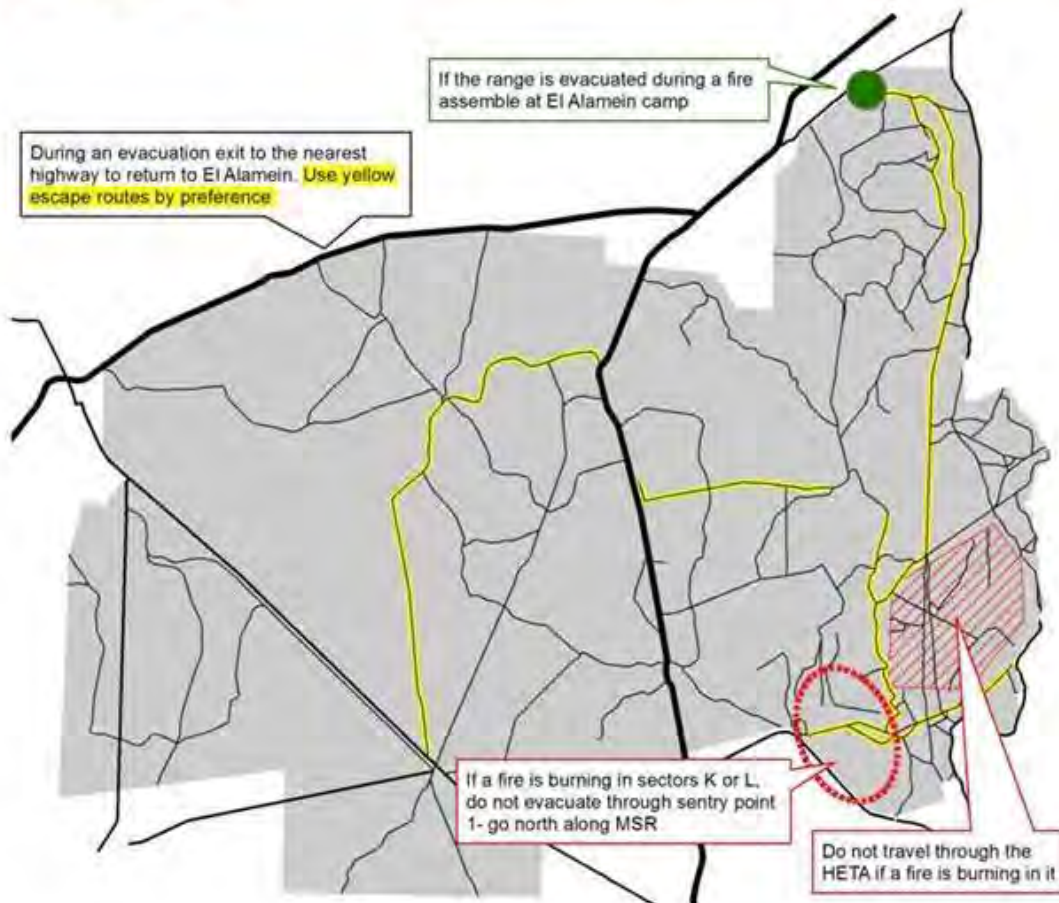 If the range is evacuated during a fire
assemble at El Alamein camp
During an evacuation exit to the nearest
highway to return to El Alamein. Use yellow
escape routes by preference
If a fire is burning in sectors K or L,
do not evacuate through sentry point
1- go north along MSR
Do not travel through the
HETA if a fire is burning in it